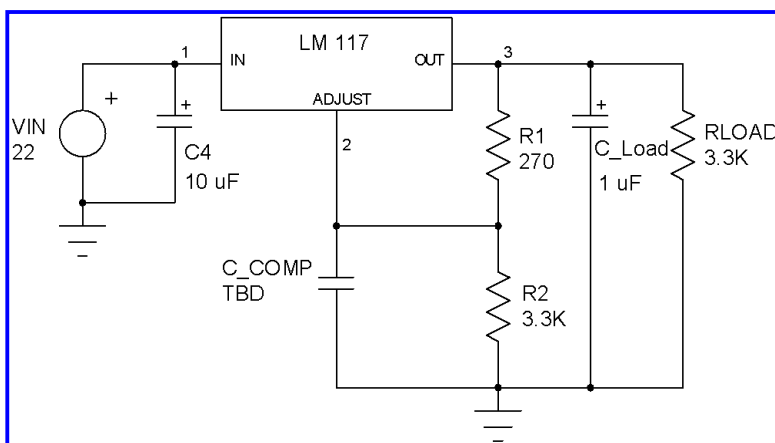 LM 117
1
IN
OUT
3
ADJUST
2
+
VIN
22
+
C4
10 uF
R1
270
+
C_Load
1 uF
RLOAD
3.3K
C_COMP
TBD
R2
3.3K